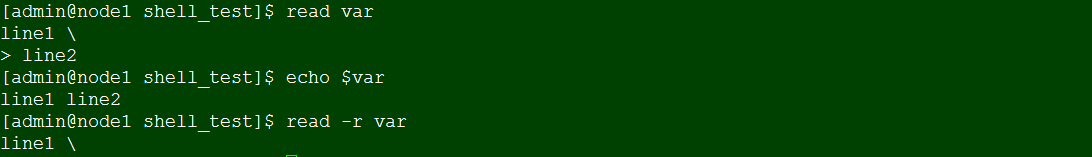 [admin@node1 shell_test]$ read var
line1 \
> line2
[admin@node1 shell_test]$ echo $var
line1 line2
[admin@node1 shell_test]$ read -r var
line1 \